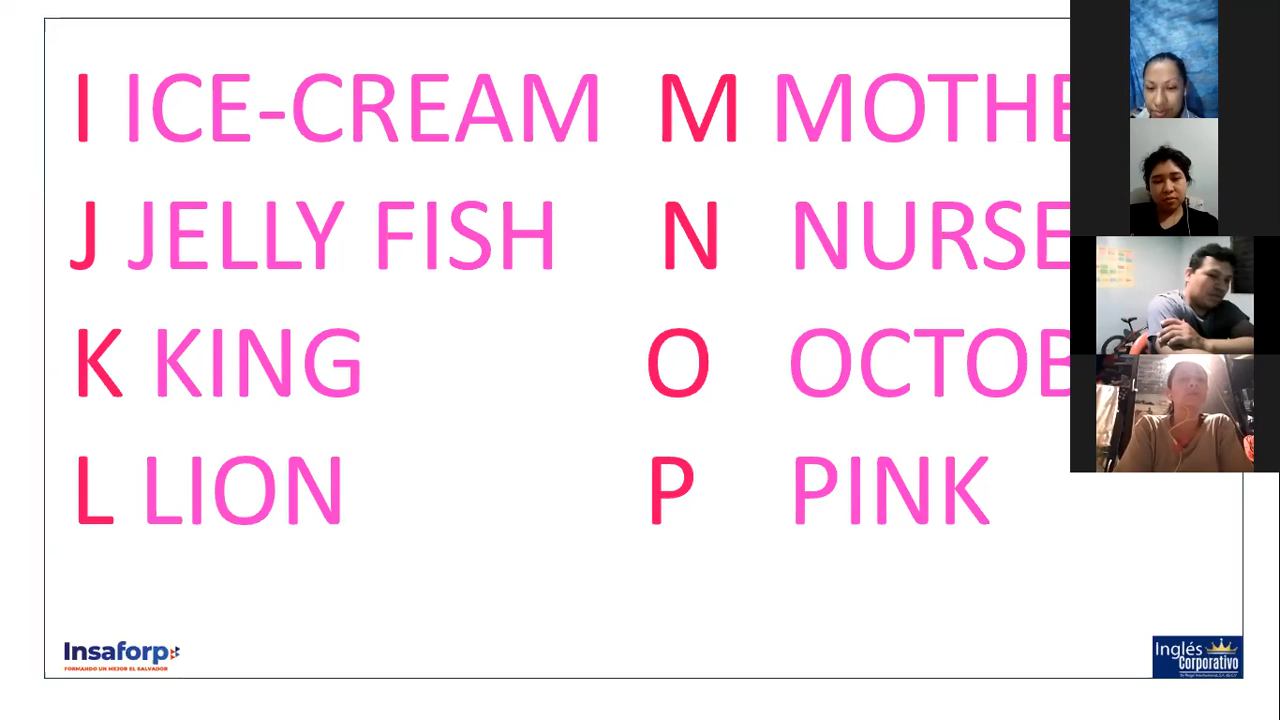 I ICE-CREAM
J JELLY FISH
K KING
L LION
M MOTHE
N NURSE
O OCTOB
P PINK
Insaforp
FORMANDO UN MEJOR EL SALVADOR
Inglés
Corporativo